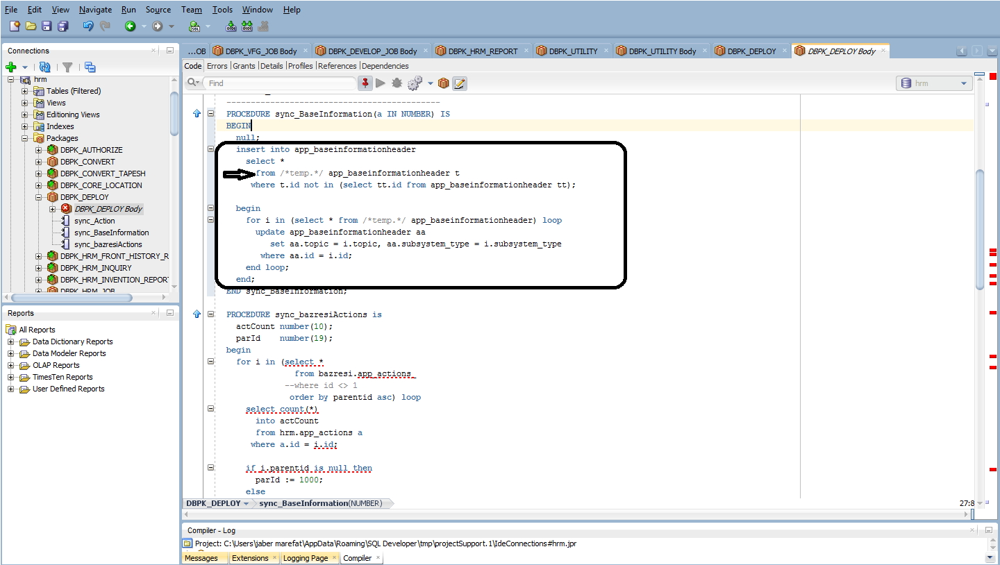 File Edit View Navigate Run Source Team Tools Window Help
Connections
...OB DBPK_VFG_JOB Body DBPK_DEVELOP_JOB Body DBPK_HRM_REPORT DBPK_UTILITY DBPK_UTILITY Body DBPK_DEPLOY DBPK_DEPLOY Body
Code Errors Grants Details Profiles References Dependencies
Find
hrm
hrm
Tables (Filtered)
Views
Editioning Views
Indexes
Packages
DBPK_AUTHORIZE
DBPK_CONVERT
DBPK_CONVERT_TAPESH
DBPK_CORE_LOCATION
DBPK_DEPLOY
DBPK_DEPLOY Body
sync_Action
sync_BaseInformation
sync_bazresiActions
DBPK_HRM_FRONT_HISTORY_R
DBPK_HRM_INQUIRY
DBPK_HRM_INVENTION_REPOR
DBPK_HRM_JOB
Reports
All Reports
Data Dictionary Reports
Data Modeler Reports
OLAP Reports
TimesTen Reports
User Defined Reports
--------------------------------------------
PROCEDURE sync_BaseInformation(a IN NUMBER) IS
BEGIN
null;
insert into app_baseinformationheader
select *
from /*temp.*/ app_baseinformationheader t
where t.id not in (select tt.id from app_baseinformationheader tt);
begin
for i in (select * from /*temp.*/ app_baseinformationheader) loop
update app_baseinformationheader aa
set aa.topic = i.topic, aa.subsystem_type = i.subsystem_type
where aa.id = i.id;
end loop;
end;
END sync_BaseInformation;
PROCEDURE sync_bazresiActions is
actCount number(10);
parId number(19);
begin
for i in (select *
from bazresi.app_actions
--where id <> 1
order by parentid asc) loop
select count(*)
into actCount
from hrm.app_actions a
where a.id = i.id;
if i.parentid is null then
parId := 1000;
else
DBPK_DEPLOY sync_BaseInformation(NUMBER)
27:8
Compiler - Log
Project: C:\Users\jaber marefat\AppData\Roaming\SQL Developer\tmp\projectSupport.1\IdeConnections#hrm.jpr
Messages Extensions Logging Page Compiler